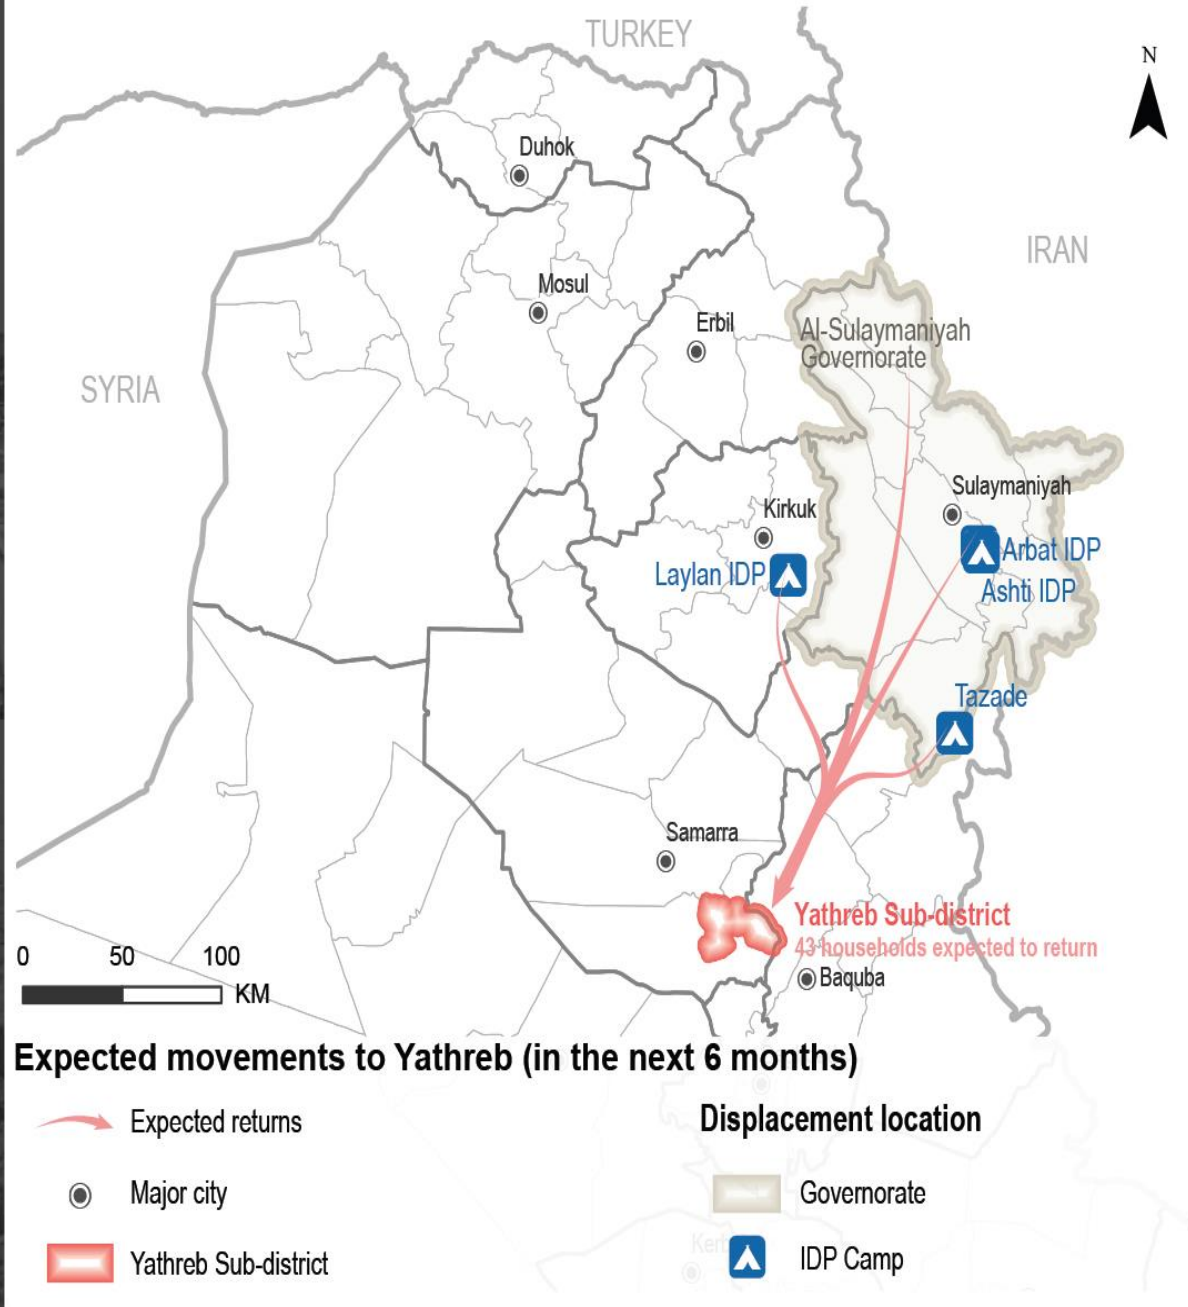 TURKEY
N
Duhok
IRAN
Mosul
Erbil
Al-Sulaymaniyah
Governorate
SYRIA
Sulaymaniyah
Kirkuk
Arbat IDP
Laylan IDP
Ashti IDP
Tazade
Samarra
Yathreb Sub-district
43 households expected to return
0 50 100
Baquba
KM
Expected movements to Yathreb (in the next 6 months)
Expected returns
Displacement location
Major city
Governorate
Yathreb Sub-district
IDP Camp